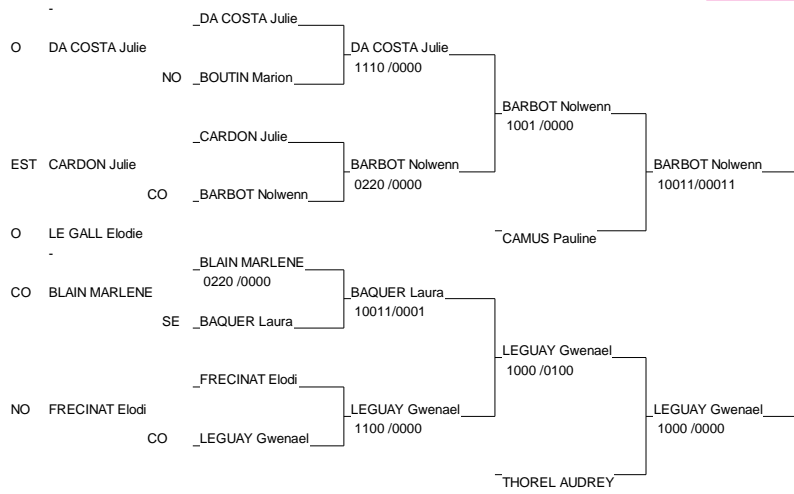 -
_DA COSTA Julie
O DA COSTA Julie DA COSTA Julie
1110 /0000
NO _BOUTIN Marion
BARBOT Nolwenn
1001 /0000
_CARDON Julie
EST CARDON Julie BARBOT Nolwenn BARBOT Nolwenn
0220 /0000 10011/00011
CO _BARBOT Nolwenn
O LE GALL Elodie CAMUS Pauline
-
_BLAIN MARLENE
0220 /0000
CO BLAIN MARLENE BAQUER Laura
10011/0001
SE _BAQUER Laura
LEGUAY Gwenael
1000 /0100
_FRECINAT Elodi
NO FRECINAT Elodi LEGUAY Gwenael LEGUAY Gwenael
1100 /0000 1000 /0000
CO _LEGUAY Gwenael
THOREL AUDREY